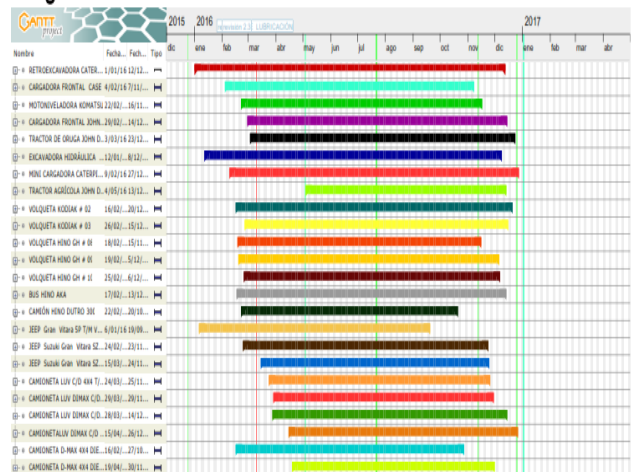 GANTT
project
2015 2016 2017
LUBRICACIÓN
dic ene feb mar abr may jun jul ago sep oct nov dic ene feb mar abr
Nombre Fecha... Fech... Tipo
RETROEXCAVADORA CATER... 1/01/16 12/12...
CARGADORA FRONTAL CASE 4/02/16 7/11/...
MOTONIVELADORA KOMATSU 22/02/... 16/11...
CARGADORA FRONTAL JOHN... 29/02/... 14/12...
TRACTOR DE ORUGA JOHN D... 3/03/16 23/12...
EXCAVADORA HIDRÁULICA ... 12/01/... 8/12/...
MINI CARGADORA CATERPI... 9/02/16 27/12...
TRACTOR AGRÍCOLA JOHN D... 4/05/16 13/12...
VOLQUETA KODIAK # 02 16/02/... 20/12...
VOLQUETA KODIAK # 03 26/02/... 15/12...
VOLQUETA HINO GH # 0 18/02/... 15/11...
VOLQUETA HINO GH # 0 19/02/... 5/12/...
VOLQUETA HINO GH # 1 25/02/... 6/12/...
BUS HINO AKA 17/02/... 13/12...
CAMIÓN HINO DUTRO 300 22/02/... 20/10...
JEEP Gran Vitara 5P T/M V... 6/01/16 19/09...
JEEP Suzuki Gran Vitara SZ... 24/02/... 23/11...
JEEP Suzuki Gran Vitara SZ... 15/03/... 24/11...
CAMIONETA LUV C/D 4X4 T/... 24/03/... 25/11...
CAMIONETA LUV DIMAX C/D... 29/03/... 29/11...
CAMIONETA LUV DIMAX C/D... 28/03/... 14/12...
CAMIONETALUV DIMAX C/D ... 15/04/... 26/12...
CAMIONETA D-MAX 4X4 DIE... 16/02/... 27/10...
CAMIONETA D-MAX 4X4 DIE... 19/04/... 30/11...